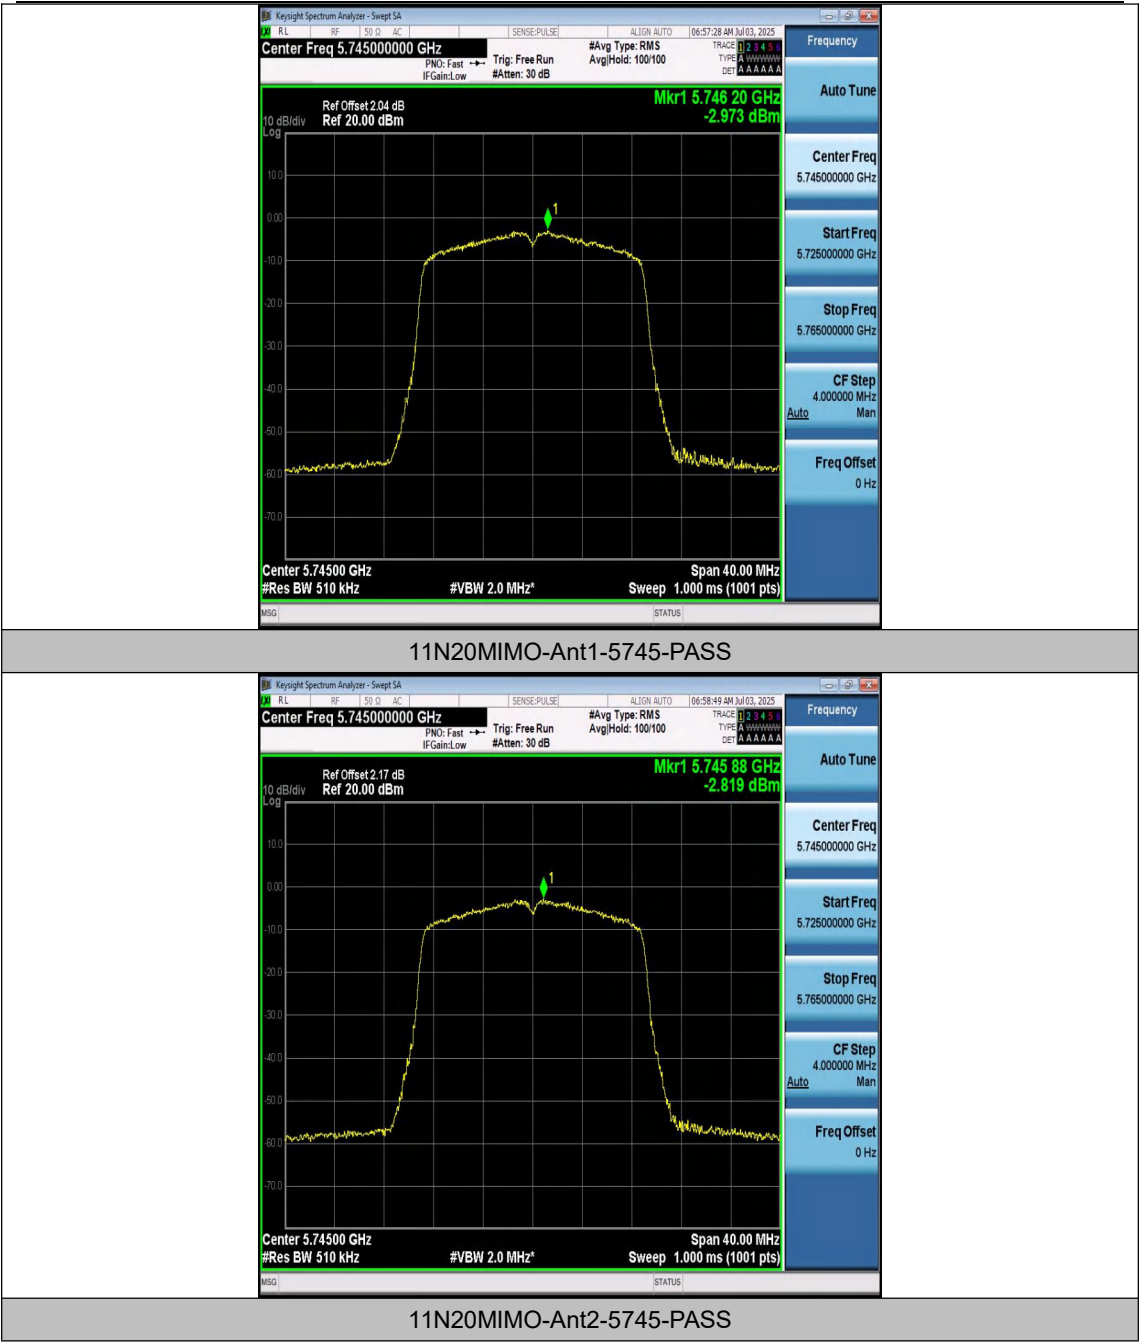 Keysight Spectrum Analyzer - Swept SA
RL RF 50 Ω AC SENSE:PULSE ALIGN AUTO 06:57:28 AM Jul 03, 2025
Center Freq 5.745000000 GHz
PNO: Fast
IFGain:Low
Trig: Free Run
#Atten: 30 dB
#Avg Type: RMS
Avg|Hold: 100/100
TRACE 1 2 3 4 5 6
TYPE A WWWWW
DET A A A A A A
Mkr1 5.746 20 GHz
-2.973 dBm
Ref Offset 2.04 dB
10 dB/div Ref 20.00 dBm
Log
1
10.0
0.00
-10.0
-20.0
-30.0
-40.0
-50.0
-60.0
-70.0
Center 5.74500 GHz Span 40.00 MHz
#Res BW 510 kHz #VBW 2.0 MHz* Sweep 1.000 ms (1001 pts)
MSG STATUS
Frequency
Auto Tune
Center Freq
5.745000000 GHz
Start Freq
5.725000000 GHz
Stop Freq
5.765000000 GHz
CF Step
4.000000 MHz
Auto Man
Freq Offset
0 Hz
11N20MIMO-Ant1-5745-PASS
Keysight Spectrum Analyzer - Swept SA
RL RF 50 Ω AC SENSE:PULSE ALIGN AUTO 06:58:49 AM Jul 03, 2025
Center Freq 5.745000000 GHz
PNO: Fast
IFGain:Low
Trig: Free Run
#Atten: 30 dB
#Avg Type: RMS
Avg|Hold: 100/100
TRACE 1 2 3 4 5 6
TYPE A WWWWW
DET A A A A A A
Mkr1 5.745 88 GHz
-2.819 dBm
Ref Offset 2.17 dB
10 dB/div Ref 20.00 dBm
Log
1
10.0
0.00
-10.0
-20.0
-30.0
-40.0
-50.0
-60.0
-70.0
Center 5.74500 GHz Span 40.00 MHz
#Res BW 510 kHz #VBW 2.0 MHz* Sweep 1.000 ms (1001 pts)
MSG STATUS
Frequency
Auto Tune
Center Freq
5.745000000 GHz
Start Freq
5.725000000 GHz
Stop Freq
5.765000000 GHz
CF Step
4.000000 MHz
Auto Man
Freq Offset
0 Hz
11N20MIMO-Ant2-5745-PASS